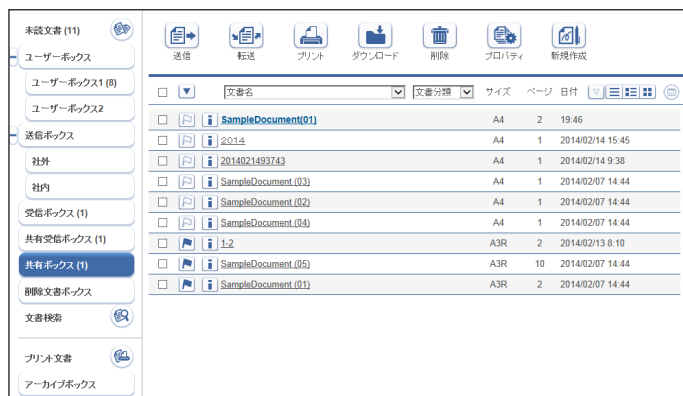 未読文書 (11)
ユーザーボックス
ユーザーボックス1 (8)
ユーザーボックス2
送信ボックス
社外
社内
受信ボックス (1)
共有受信ボックス (1)
共有ボックス (1)
削除文書ボックス
文書検索
プリント文書
アーカイブボックス
送信 転送 プリント ダウンロード 削除 プロパティ 新規作成
文書名 文書分類 サイズ ページ 日付
SampleDocument(01) A4 2 19:46
2014 A4 1 2014/02/14 15:45
2014021493743 A4 1 2014/02/14 9:38
SampleDocument (03) A4 1 2014/02/07 14:44
SampleDocument (02) A4 1 2014/02/07 14:44
SampleDocument (04) A4 1 2014/02/07 14:44
1-2 A3R 2 2014/02/13 8:10
SampleDocument (05) A3R 10 2014/02/07 14:44
SampleDocument (01) A3R 2 2014/02/07 14:44